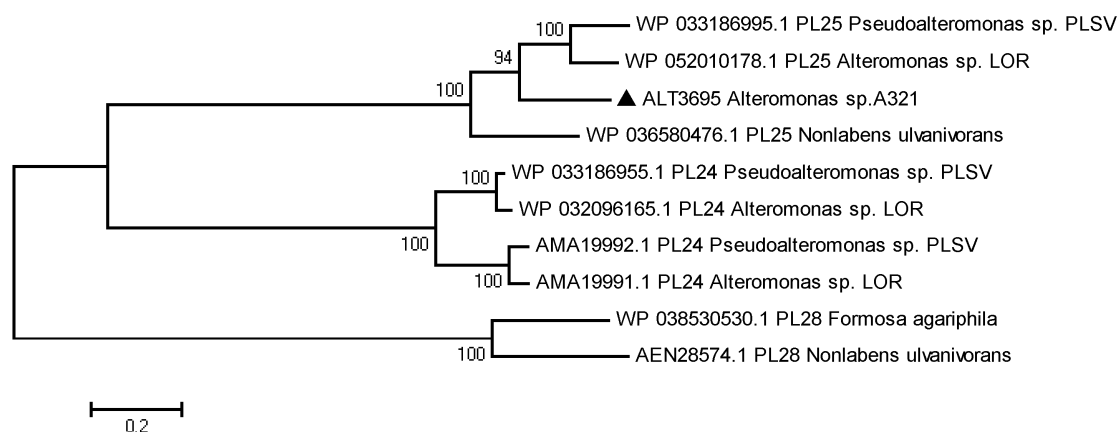 100
WP 033186995.1 PL25 Pseudoalteromonas sp. PLSV
94
WP 052010178.1 PL25 Alteromonas sp. LOR
100
ALT3695 Alteromonas sp.A321
WP 036580476.1 PL25 Nonlabens ulvanivorans
100
WP 033186955.1 PL24 Pseudoalteromonas sp. PLSV
WP 032096165.1 PL24 Alteromonas sp. LOR
100
AMA19992.1 PL24 Pseudoalteromonas sp. PLSV
100
AMA19991.1 PL24 Alteromonas sp. LOR
WP 038530530.1 PL28 Formosa agariphila
100
AEN28574.1 PL28 Nonlabens ulvanivorans
0.2